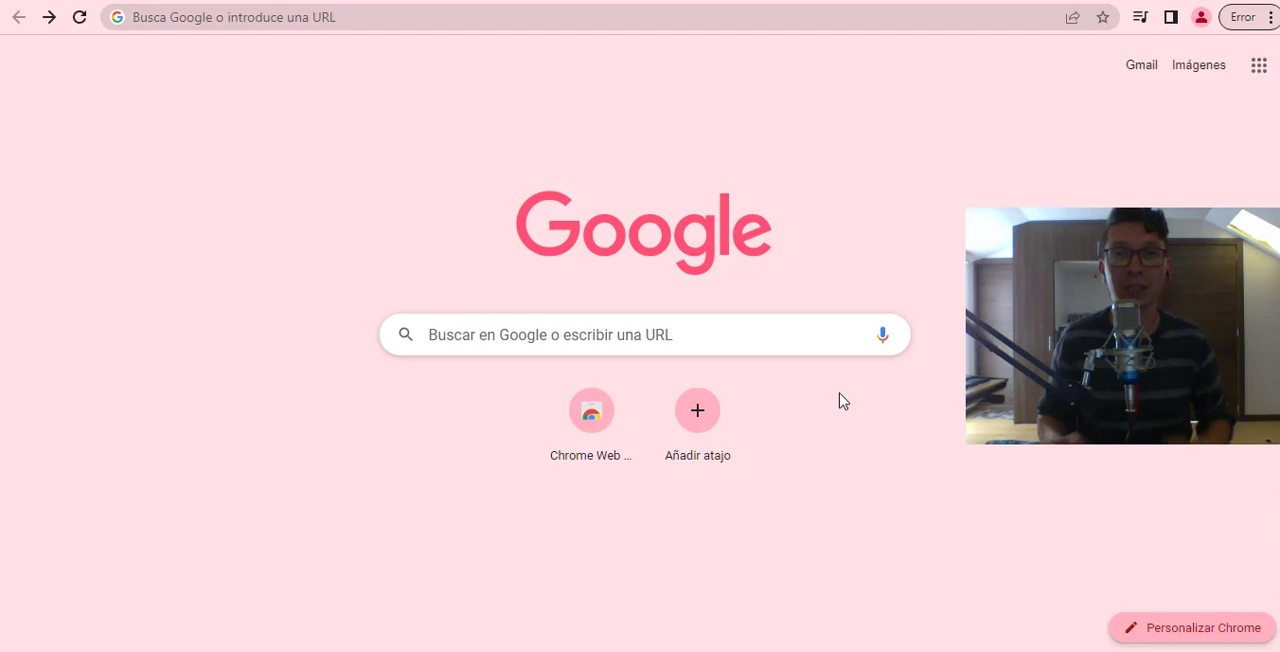 Busca Google o introduce una URL
Error
Gmail
Imágenes
Google
Buscar en Google o escribir una URL
Chrome Web ...
Añadir atajo
Personalizar Chrome